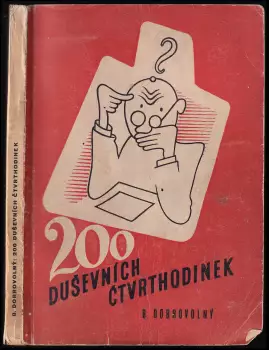 B. DOBROVOLNÝ: 200 DUŠEVNÍCH ČTVRTHODINEK
?
200
DUŠEVNÍCH
ČTVRTHODINEK
B. DOBROVOLNÝ